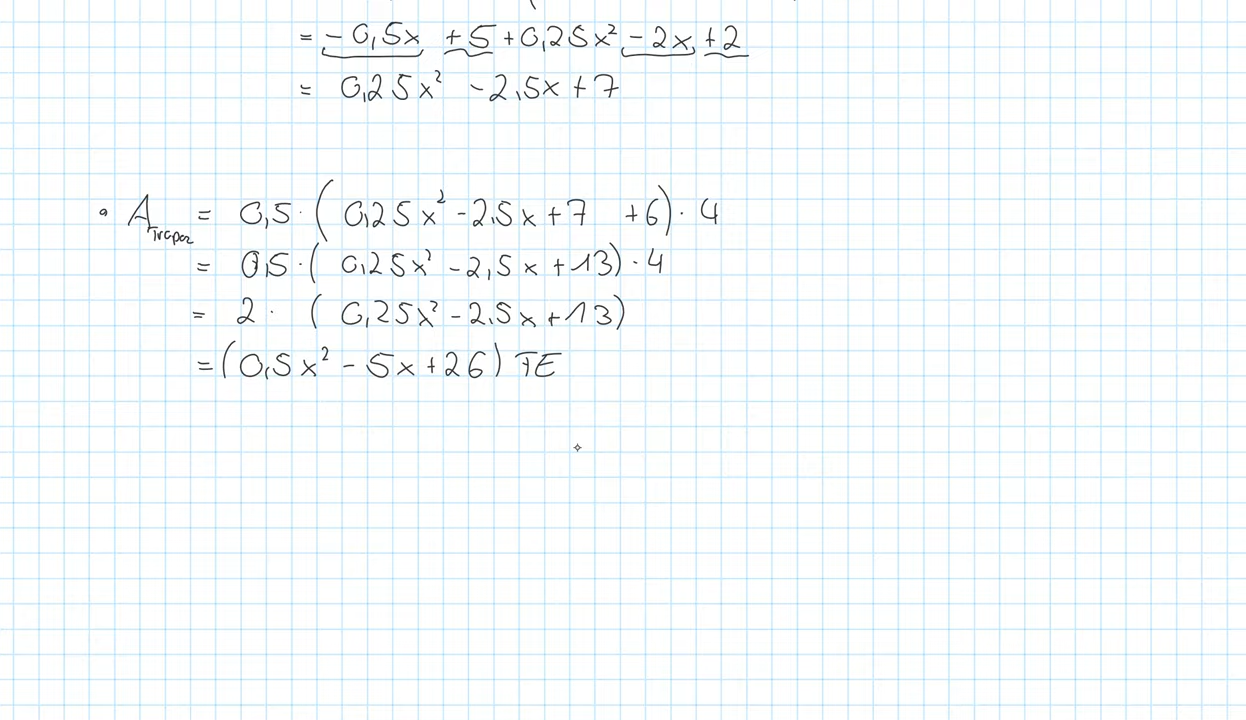 = -0,5x +5 +0,25x² -2x +2
= 0,25x² -2,5x +7
• A_Trapez = 0,5 · (0,25x² -2,5x +7 +6) · 4
= 0,5 · (0,25x² -2,5x +13) · 4
= 2 · (0,25x² -2,5x +13)
= (0,5x² - 5x +26) FE